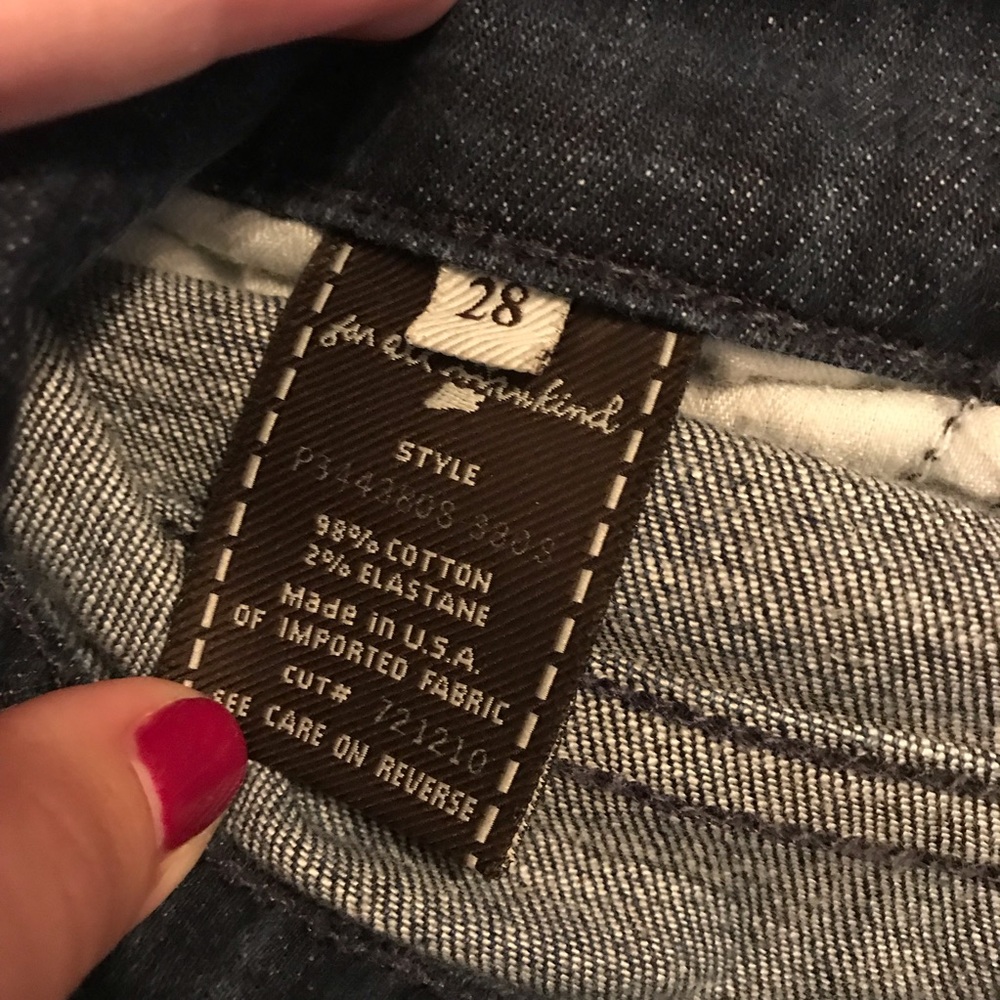 28
for all mankind
STYLE
98% COTTON
2% ELASTANE
Made in U.S.A.
OF IMPORTED FABRIC
CUT# 721210
SEE CARE ON REVERSE